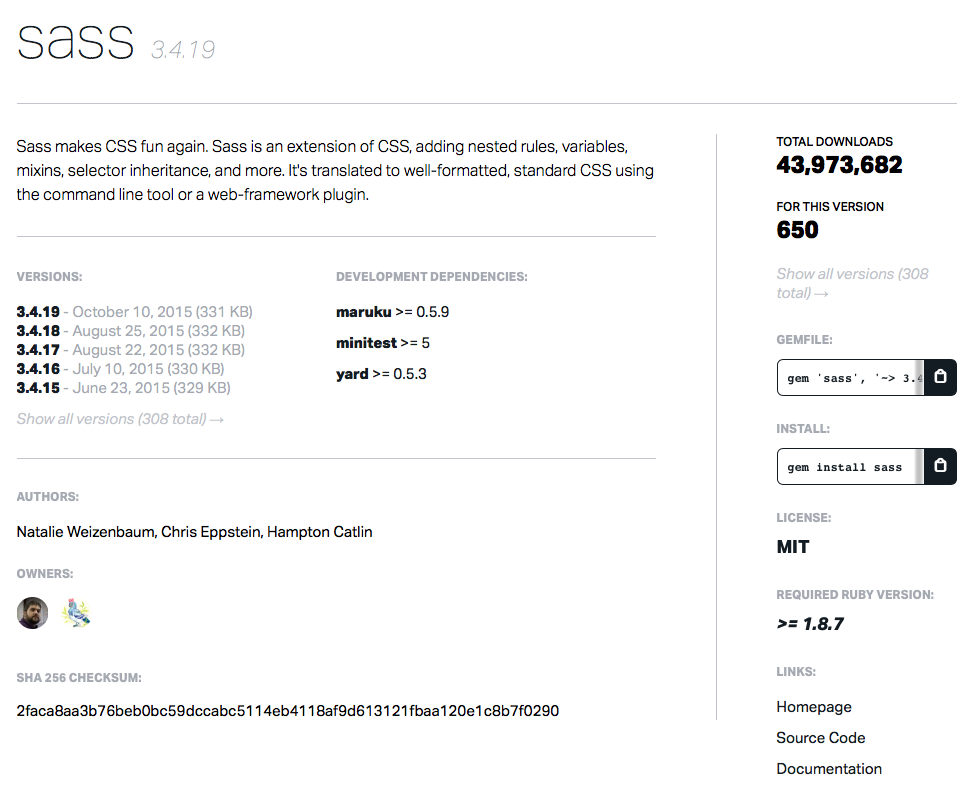 sass 3.4.19
Sass makes CSS fun again. Sass is an extension of CSS, adding nested rules, variables,
mixins, selector inheritance, and more. It's translated to well-formatted, standard CSS using
the command line tool or a web-framework plugin.
VERSIONS:
3.4.19 - October 10, 2015 (331 KB)
3.4.18 - August 25, 2015 (332 KB)
3.4.17 - August 22, 2015 (332 KB)
3.4.16 - July 10, 2015 (330 KB)
3.4.15 - June 23, 2015 (329 KB)
Show all versions (308 total) →
DEVELOPMENT DEPENDENCIES:
maruku >= 0.5.9
minitest >= 5
yard >= 0.5.3
AUTHORS:
Natalie Weizenbaum, Chris Eppstein, Hampton Catlin
OWNERS:
SHA 256 CHECKSUM:
2faca8aa3b76beb0bc59dccabc5114eb4118af9d613121fbaa120e1c8b7f0290
TOTAL DOWNLOADS
43,973,682
FOR THIS VERSION
650
Show all versions (308
total) →
GEMFILE:
gem 'sass', '~> 3.4
INSTALL:
gem install sass
LICENSE:
MIT
REQUIRED RUBY VERSION:
>= 1.8.7
LINKS:
Homepage
Source Code
Documentation